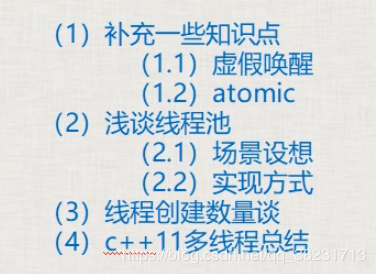 （1）补充一些知识点
（1.1）虚假唤醒
（1.2）atomic
（2）浅谈线程池
（2.1）场景设想
（2.2）实现方式
（3）线程创建数量谈
（4）c++11多线程总结
https://blog.csdn.net/qq_38231713